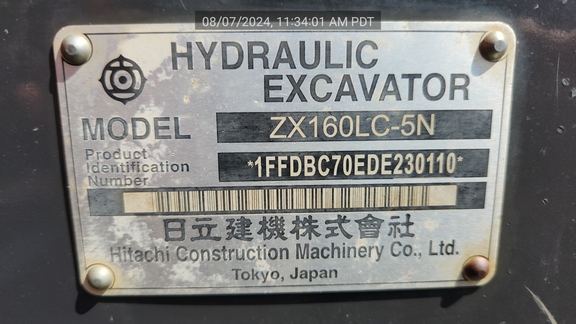 08/07/2024, 11:34:01 AM PDT
HYDRAULIC
EXCAVATOR
MODEL ZX160LC-5N
Product
Identification
Number
*1FFDBC70EDE230110*
日立建機株式會社
Hitachi Construction Machinery Co., Ltd.
Tokyo, Japan